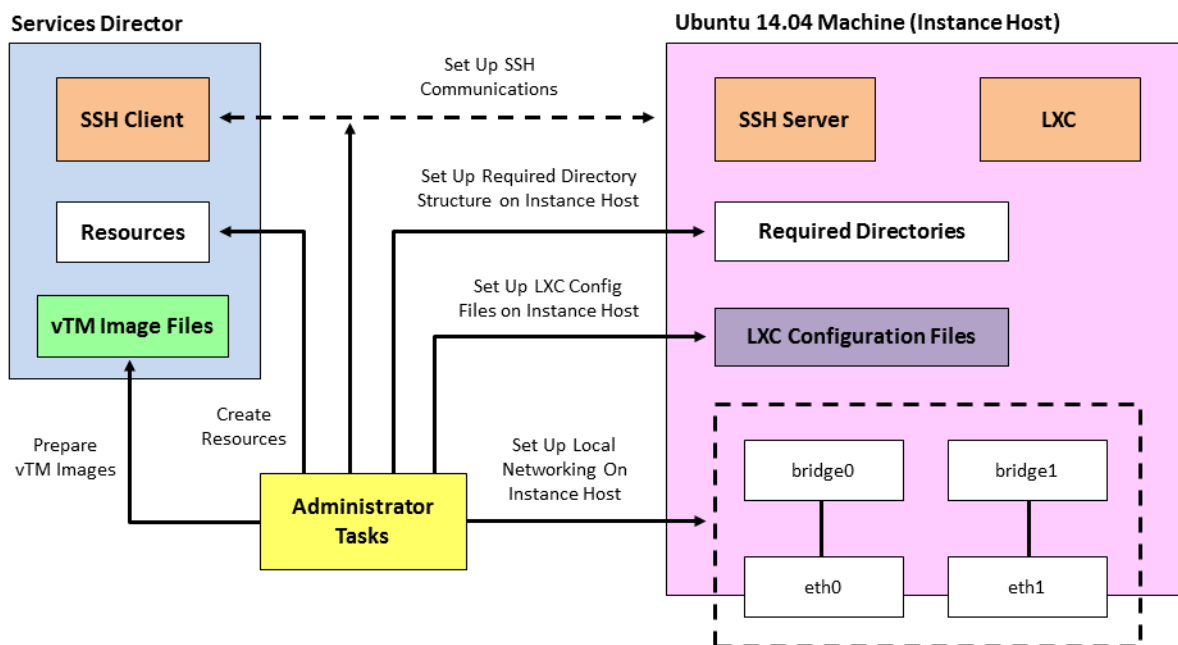 Services Director
Ubuntu 14.04 Machine (Instance Host)
Set Up SSH
Communications
SSH Client
SSH Server
LXC
Set Up Required Directory
Structure on Instance Host
Resources
Required Directories
Set Up LXC Config
Files on Instance Host
vTM Image Files
LXC Configuration Files
Create
Resources
Prepare
vTM Images
Set Up Local
Networking On
Instance Host
bridge0
bridge1
Administrator
Tasks
eth0
eth1